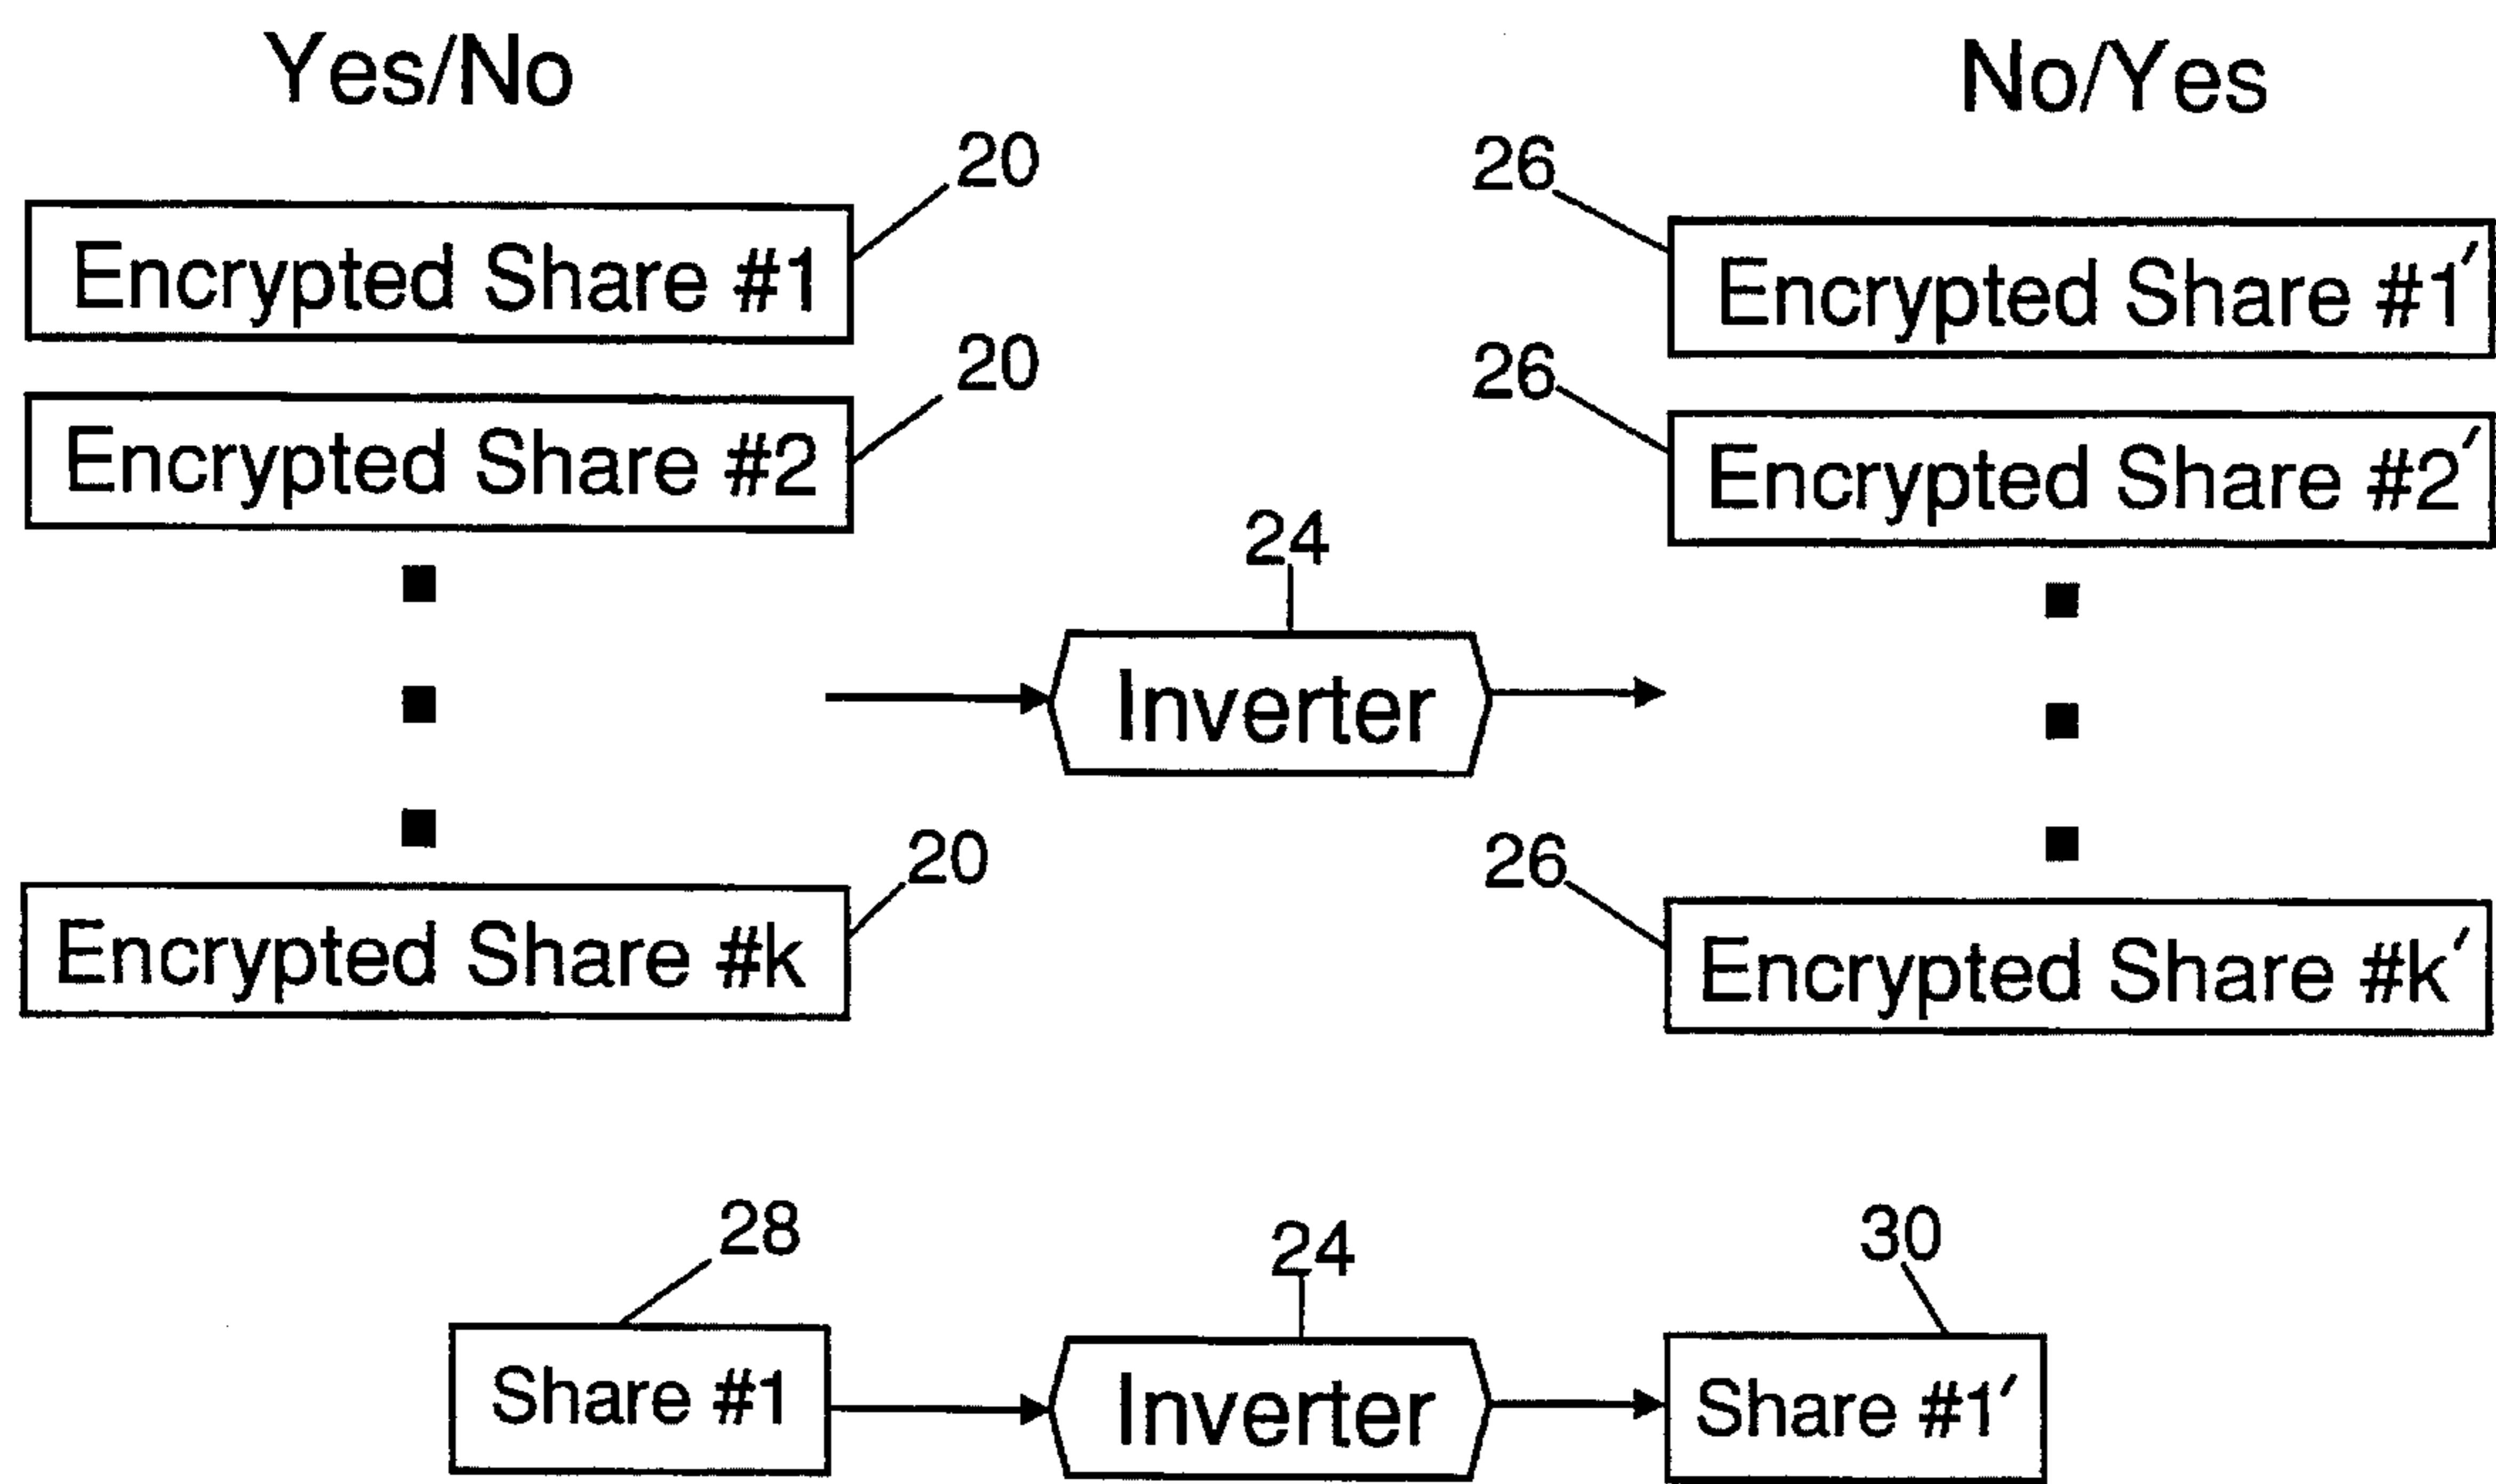 Yes/No
No/Yes
20
26
Encrypted Share #1
Encrypted Share #1′
20
26
Encrypted Share #2
Encrypted Share #2′
24
Inverter
20
26
Encrypted Share #k
Encrypted Share #k′
28
24
30
Share #1
Inverter
Share #1′